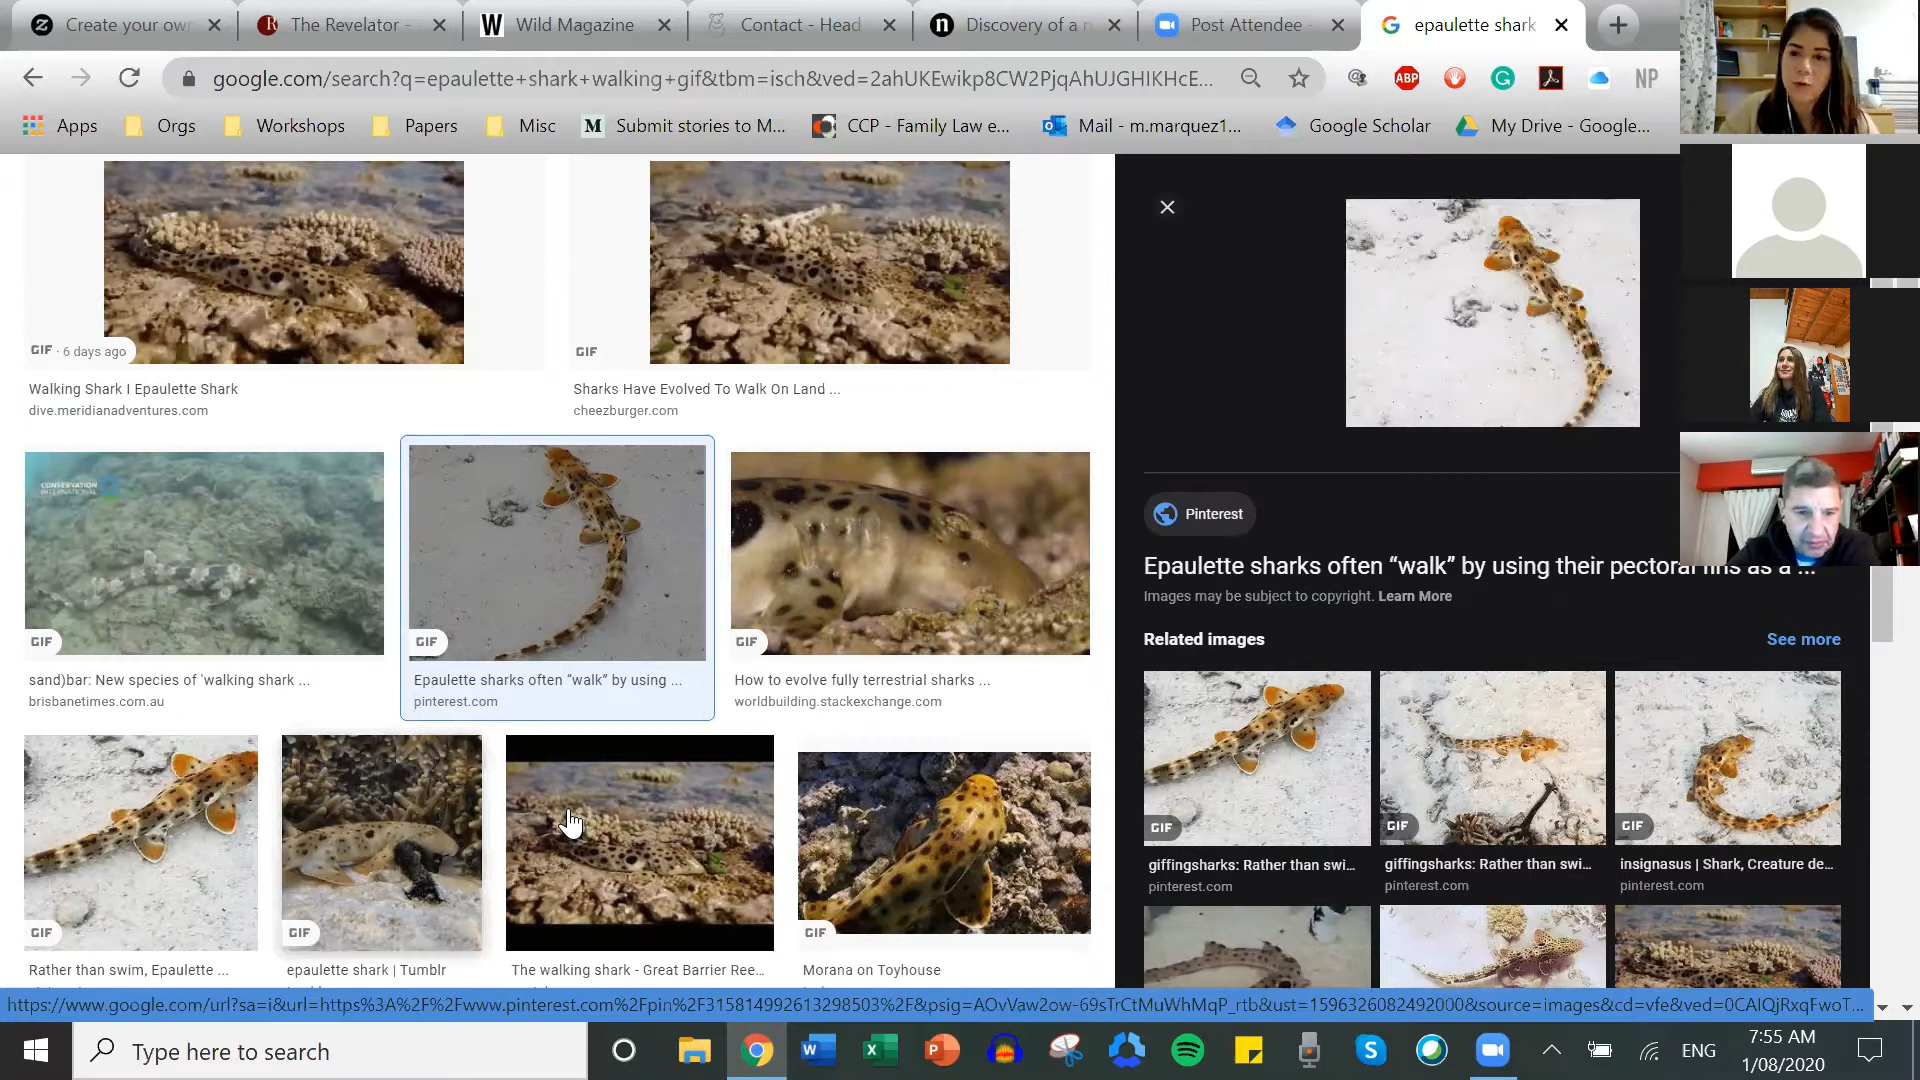 Create your own
The Revelator -
Wild Magazine
Contact - Head
Discovery of a n
Post Attendee -
epaulette shark
google.com/search?q=epaulette+shark+walking+gif&tbm=isch&ved=2ahUKEwikp8CW2PjqAhUJGHIKHcE...
ABP
NP
Apps
Orgs
Workshops
Papers
Misc
Submit stories to M...
CCP - Family Law e...
Mail - m.marquez1...
Google Scholar
My Drive - Google...
GIF · 6 days ago
GIF
Walking Shark I Epaulette Shark
dive.meridianadventures.com
Sharks Have Evolved To Walk On Land ...
cheezburger.com
CONSERVATION
INTERNATIONAL
GIF
GIF
GIF
sand)bar: New species of 'walking shark ...
brisbanetimes.com.au
Epaulette sharks often “walk” by using ...
pinterest.com
How to evolve fully terrestrial sharks ...
worldbuilding.stackexchange.com
GIF
GIF
GIF
Rather than swim, Epaulette ...
epaulette shark | Tumblr
The walking shark - Great Barrier Ree...
Morana on Toyhouse
Pinterest
Epaulette sharks often “walk” by using their pectoral fins as a ...
Images may be subject to copyright. Learn More
Related images
See more
GIF
GIF
GIF
giffingsharks: Rather than swi...
pinterest.com
giffingsharks: Rather than swi...
pinterest.com
insignasus | Shark, Creature de...
pinterest.com
https://www.google.com/url?sa=i&url=https%3A%2F%2Fwww.pinterest.com%2Fpin%2F315814992613298503%2F&psig=AOvVaw2ow-69sTrCtMuWhMqP_rtb&ust=1596326082492000&source=images&cd=vfe&ved=0CAIQjRxqFwoT...
Type here to search
ENG
7:55 AM
1/08/2020